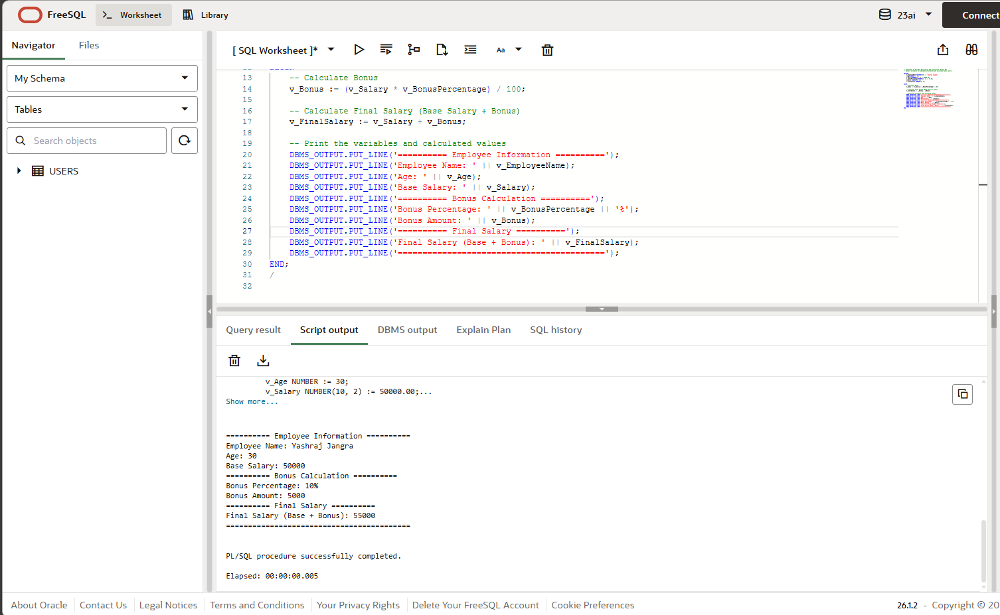 FreeSQL
Worksheet
Library
23ai
Connect
Navigator
Files
My Schema
Tables
Search objects
USERS
[ SQL Worksheet ]*
Aa
13 -- Calculate Bonus
14 v_Bonus := (v_Salary * v_BonusPercentage) / 100;
15
16 -- Calculate Final Salary (Base Salary + Bonus)
17 v_FinalSalary := v_Salary + v_Bonus;
18
19 -- Print the variables and calculated values
20 DBMS_OUTPUT.PUT_LINE('========== Employee Information ==========');
21 DBMS_OUTPUT.PUT_LINE('Employee Name: ' || v_EmployeeName);
22 DBMS_OUTPUT.PUT_LINE('Age: ' || v_Age);
23 DBMS_OUTPUT.PUT_LINE('Base Salary: ' || v_Salary);
24 DBMS_OUTPUT.PUT_LINE('========== Bonus Calculation ==========');
25 DBMS_OUTPUT.PUT_LINE('Bonus Percentage: ' || v_BonusPercentage || '%');
26 DBMS_OUTPUT.PUT_LINE('Bonus Amount: ' || v_Bonus);
27 DBMS_OUTPUT.PUT_LINE('========== Final Salary ==========');
28 DBMS_OUTPUT.PUT_LINE('Final Salary (Base + Bonus): ' || v_FinalSalary);
29 DBMS_OUTPUT.PUT_LINE('==========================================');
30 END;
31 /
32
Query result
Script output
DBMS output
Explain Plan
SQL history
v_Age NUMBER := 30;
v_Salary NUMBER(10, 2) := 50000.00;...
Show more...
========== Employee Information ==========
Employee Name: Yashraj Jangra
Age: 30
Base Salary: 50000
========== Bonus Calculation ==========
Bonus Percentage: 10%
Bonus Amount: 5000
========== Final Salary ==========
Final Salary (Base + Bonus): 55000
==========================================
PL/SQL procedure successfully completed.
Elapsed: 00:00:00.005
About Oracle
Contact Us
Legal Notices
Terms and Conditions
Your Privacy Rights
Delete Your FreeSQL Account
Cookie Preferences
26.1.2 - Copyright © 20